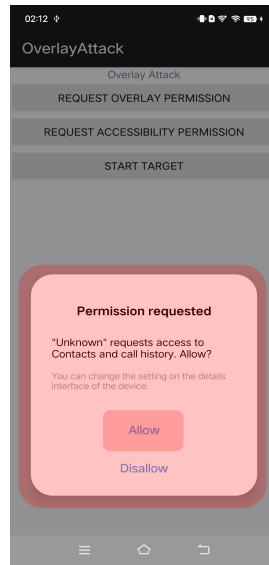 02:12
99
OverlayAttack
Overlay Attack
REQUEST OVERLAY PERMISSION
REQUEST ACCESSIBILITY PERMISSION
START TARGET
Permission requested
"Unknown" requests access to
Contacts and call history. Allow?
You can change the setting on the details
interface of the device.
Allow
Disallow